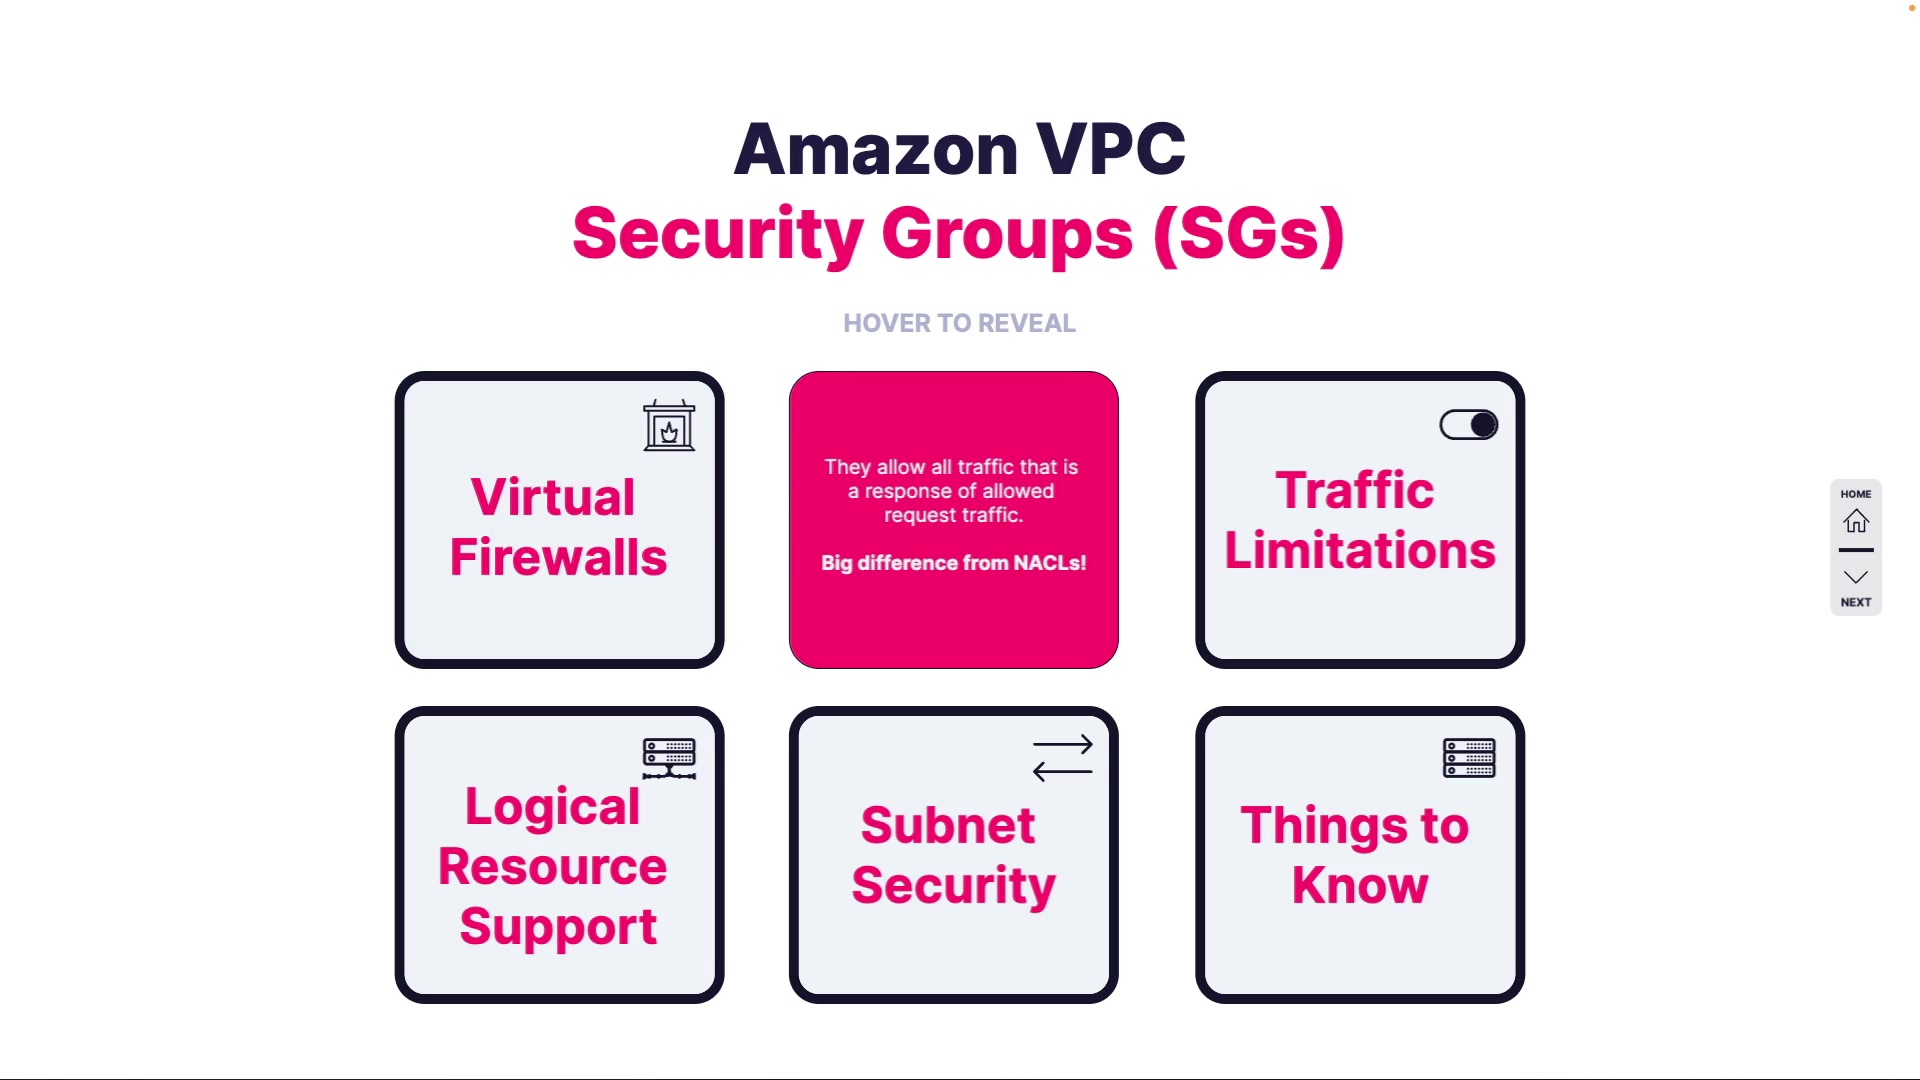 Amazon VPC
Security Groups (SGs)
HOVER TO REVEAL
Virtual
Firewalls
They allow all traffic that is
a response of allowed
request traffic.
Big difference from NACLs!
Traffic
Limitations
Logical
Resource
Support
Subnet
Security
Things to
Know
HOME
NEXT